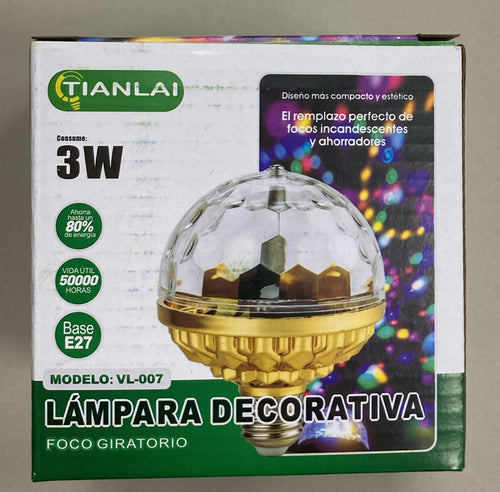 TIANLAI
Consumo:
3W
Diseño más compacto y estético
El remplazo perfecto de
focos incandescentes
y ahorradores
Ahorra
hasta un
80%
de energía
VIDA ÚTIL
50000
HORAS
Base
E27
MODELO: VL-007
LÁMPARA DECORATIVA
FOCO GIRATORIO